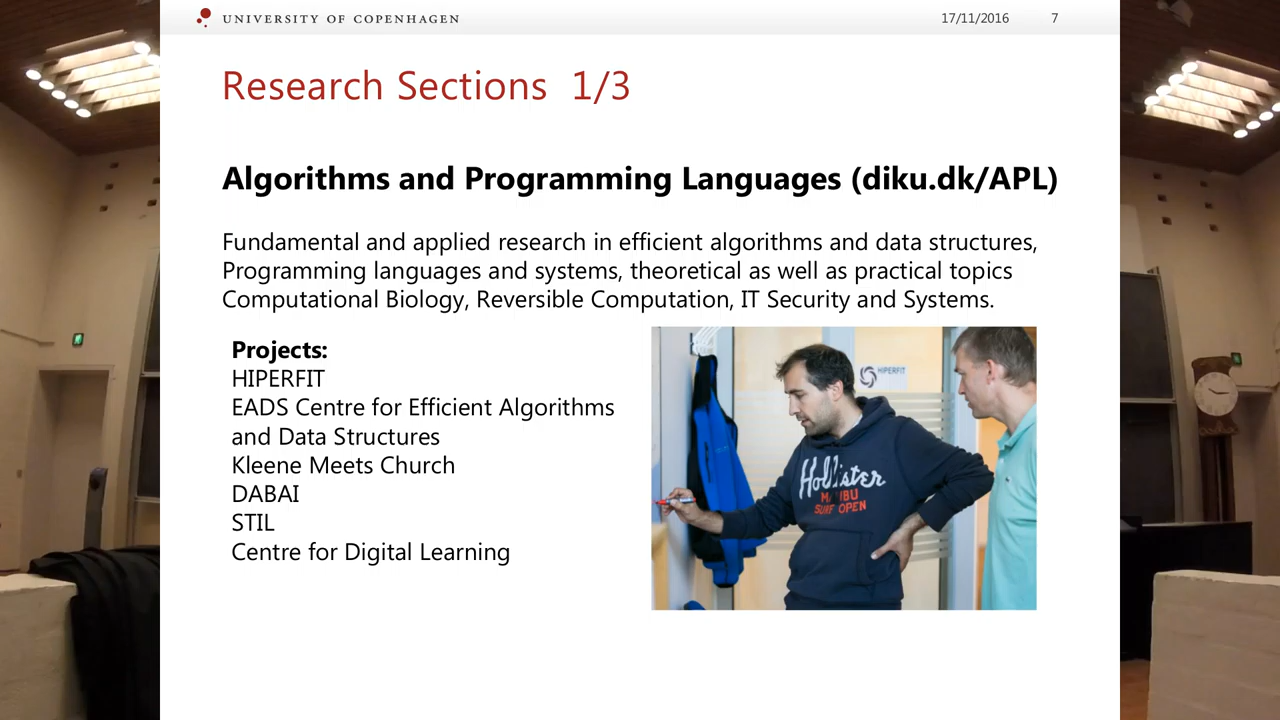 UNIVERSITY OF COPENHAGEN
17/11/2016 7
Research Sections 1/3
Algorithms and Programming Languages (diku.dk/APL)
Fundamental and applied research in efficient algorithms and data structures,
Programming languages and systems, theoretical as well as practical topics
Computational Biology, Reversible Computation, IT Security and Systems.
Projects:
HIPERFIT
EADS Centre for Efficient Algorithms
and Data Structures
Kleene Meets Church
DABAI
STIL
Centre for Digital Learning
HIPERFIT
Hollister
MALIBU
SURF OPEN